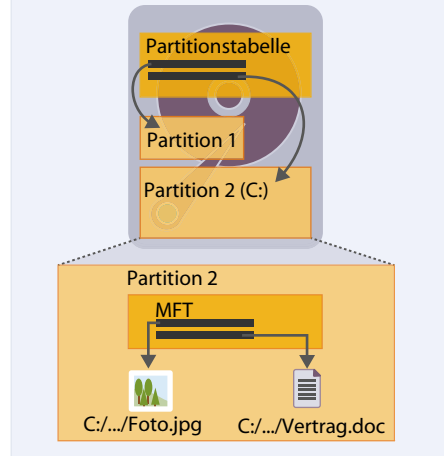 Partitionstabelle
Partition 1
Partition 2 (C:)
Partition 2
MFT
C:/.../Foto.jpg
C:/.../Vertrag.doc